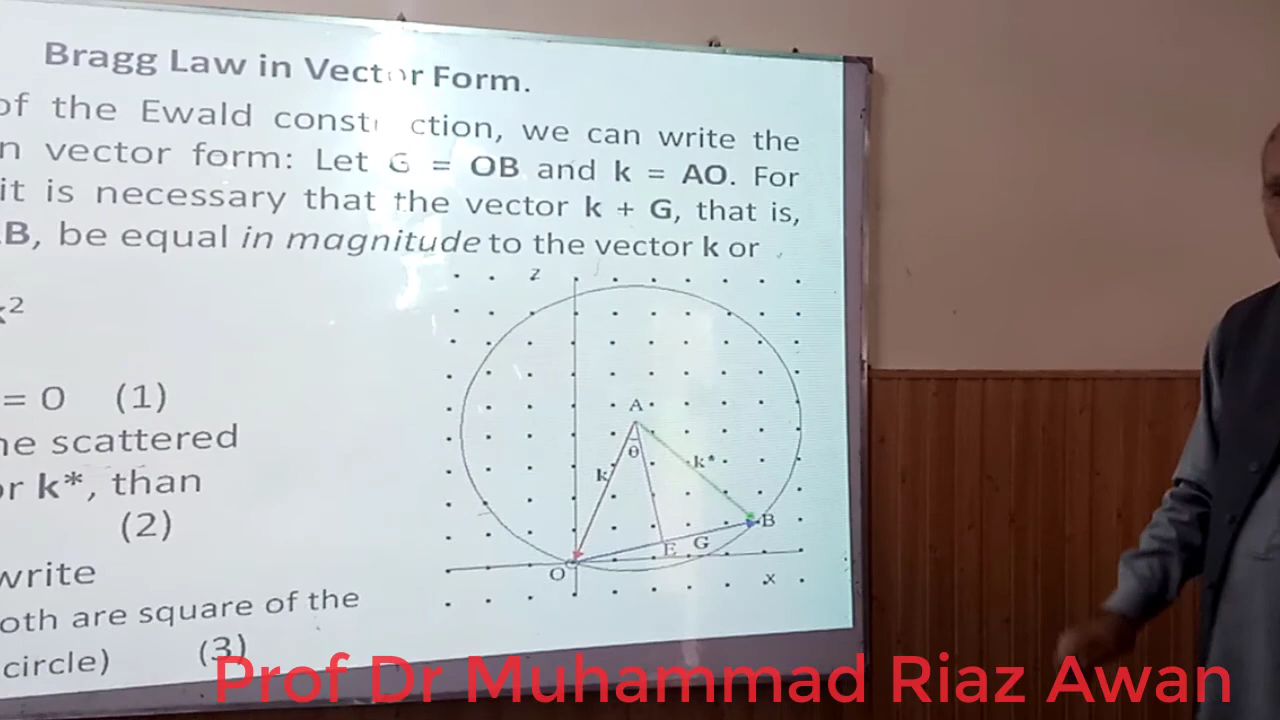 Bragg Law in Vector Form.
of the Ewald construction, we can write the
n vector form: Let G = OB and k = AO. For
it is necessary that the vector k + G, that is,
B, be equal in magnitude to the vector k or
k²
= 0 (1)
he scattered
or k*, than
(2)
write
oth are square of the
circle) (3)
z
A
θ
k
k*
B
E
G
O
x
Prof Dr Muhammad Riaz Awan